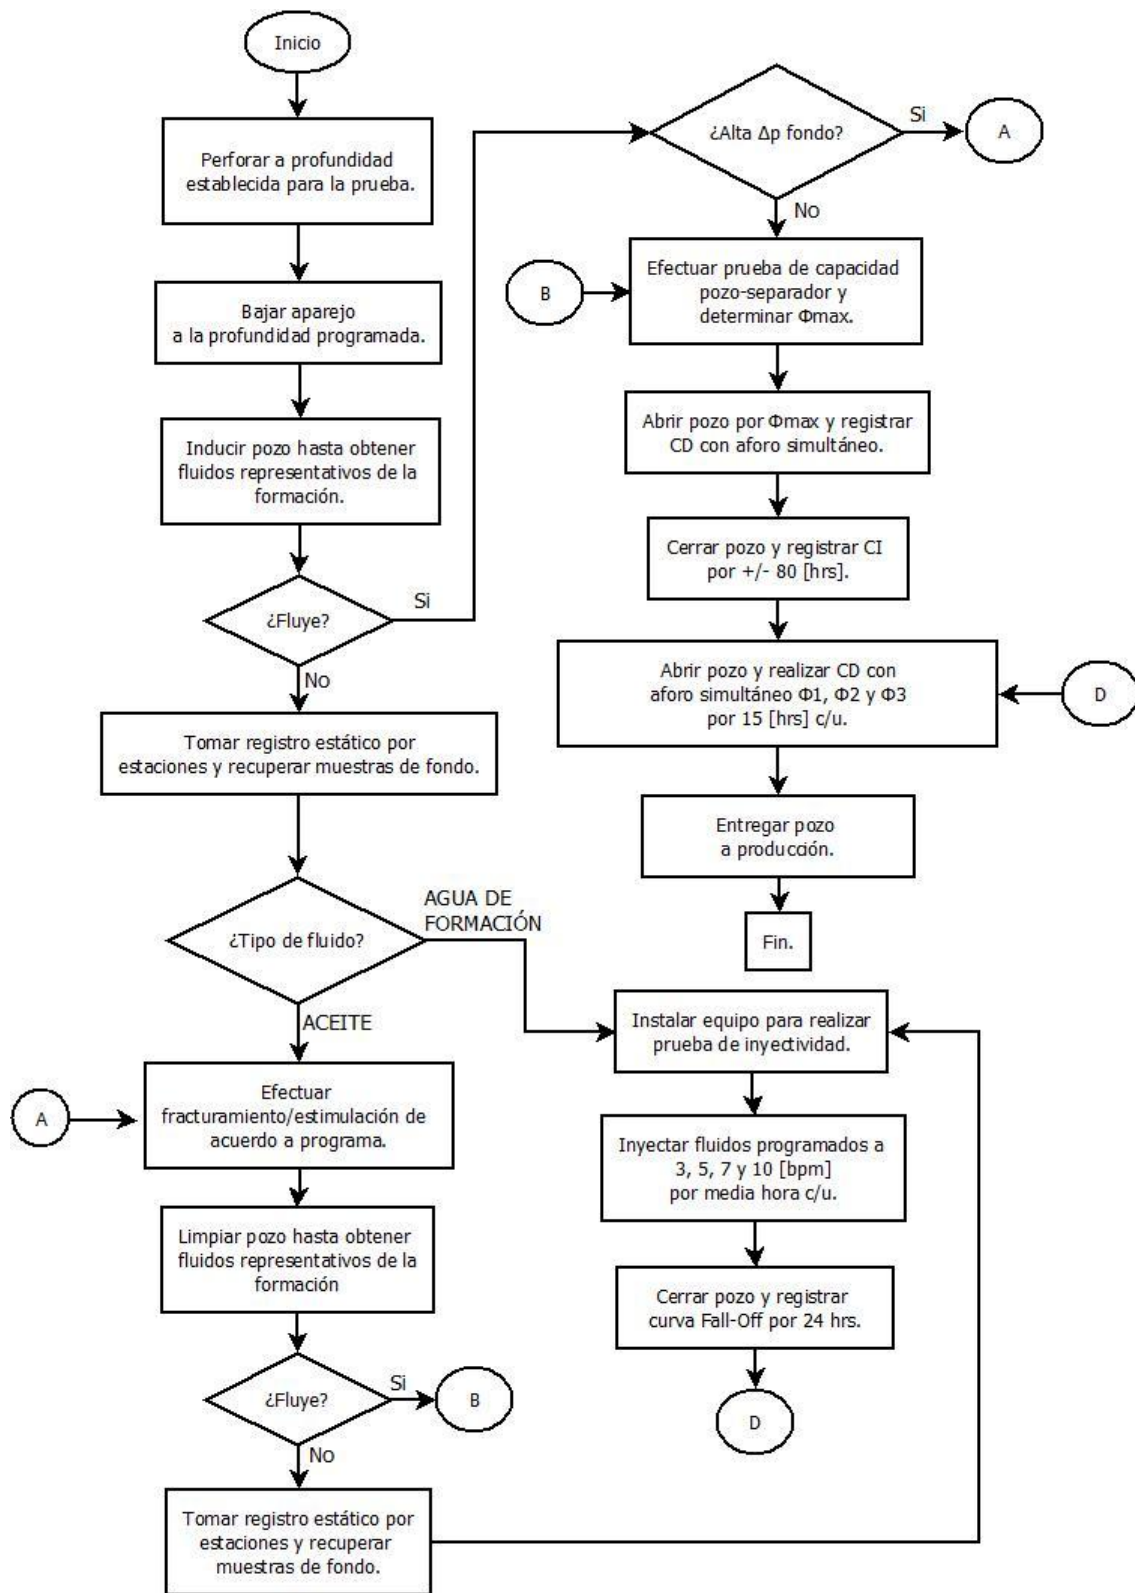 Inicio
Perforar a profundidad
establecida para la prueba.
Bajar aparejo
a la profundidad programada.
Inducir pozo hasta obtener
fluidos representativos de la
formación.
¿Fluye?
Si
No
Tomar registro estático por
estaciones y recuperar muestras de fondo.
¿Tipo de fluido?
AGUA DE
FORMACIÓN
ACEITE
A
Efectuar
fracturamiento/estimulación de
acuerdo a programa.
Limpiar pozo hasta obtener
fluidos representativos de la
formación
¿Fluye?
Si
B
No
Tomar registro estático por
estaciones y recuperar
muestras de fondo.
¿Alta Δp fondo?
Si
A
No
B
Efectuar prueba de capacidad
pozo-separador y
determinar Φmax.
Abrir pozo por Φmax y registrar
CD con aforo simultáneo.
Cerrar pozo y registrar CI
por +/- 80 [hrs].
Abrir pozo y realizar CD con
aforo simultáneo Φ1, Φ2 y Φ3
por 15 [hrs] c/u.
D
Entregar pozo
a producción.
Fin.
Instalar equipo para realizar
prueba de inyectividad.
Inyectar fluidos programados a
3, 5, 7 y 10 [bpm]
por media hora c/u.
Cerrar pozo y registrar
curva Fall-Off por 24 hrs.
D